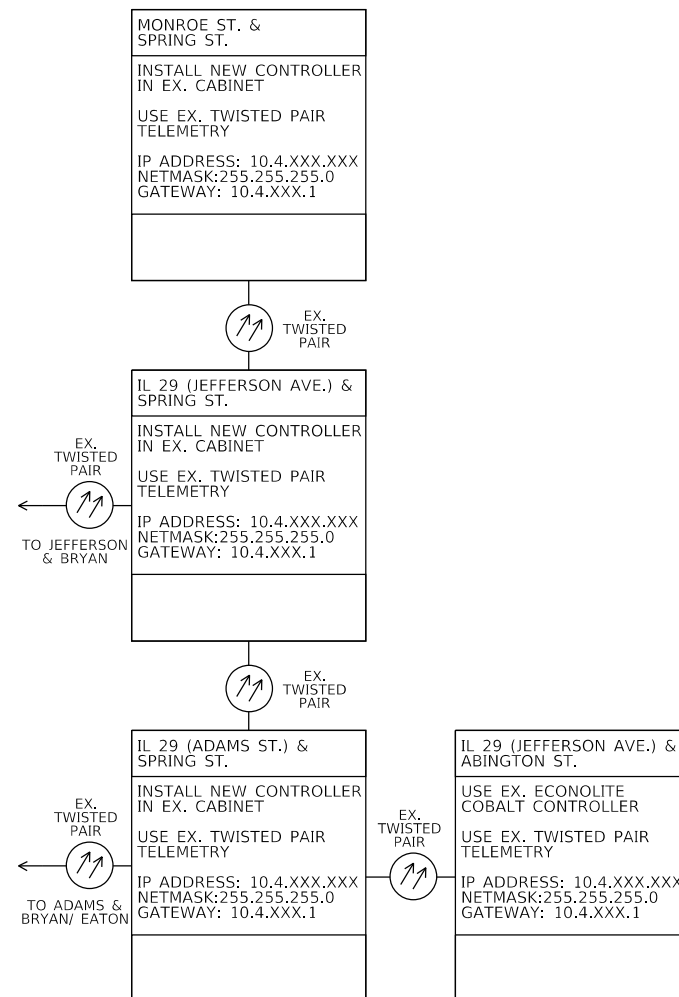 MONROE ST. &
SPRING ST.
INSTALL NEW CONTROLLER
IN EX. CABINET
USE EX. TWISTED PAIR
TELEMETRY
IP ADDRESS: 10.4.XXX.XXX
NETMASK:255.255.255.0
GATEWAY: 10.4.XXX.1
EX.
TWISTED
PAIR
IL 29 (JEFFERSON AVE.) &
SPRING ST.
INSTALL NEW CONTROLLER
IN EX. CABINET
USE EX. TWISTED PAIR
TELEMETRY
IP ADDRESS: 10.4.XXX.XXX
NETMASK:255.255.255.0
GATEWAY: 10.4.XXX.1
EX.
TWISTED
PAIR
TO JEFFERSON
& BRYAN
EX.
TWISTED
PAIR
IL 29 (ADAMS ST.) &
SPRING ST.
INSTALL NEW CONTROLLER
IN EX. CABINET
USE EX. TWISTED PAIR
TELEMETRY
IP ADDRESS: 10.4.XXX.XXX
NETMASK:255.255.255.0
GATEWAY: 10.4.XXX.1
EX.
TWISTED
PAIR
TO ADAMS &
BRYAN/ EATON
EX.
TWISTED
PAIR
IL 29 (JEFFERSON AVE.) &
ABINGTON ST.
USE EX. ECONOLITE
COBALT CONTROLLER
USE EX. TWISTED PAIR
TELEMETRY
IP ADDRESS: 10.4.XXX.XXX
NETMASK:255.255.255.0
GATEWAY: 10.4.XXX.1